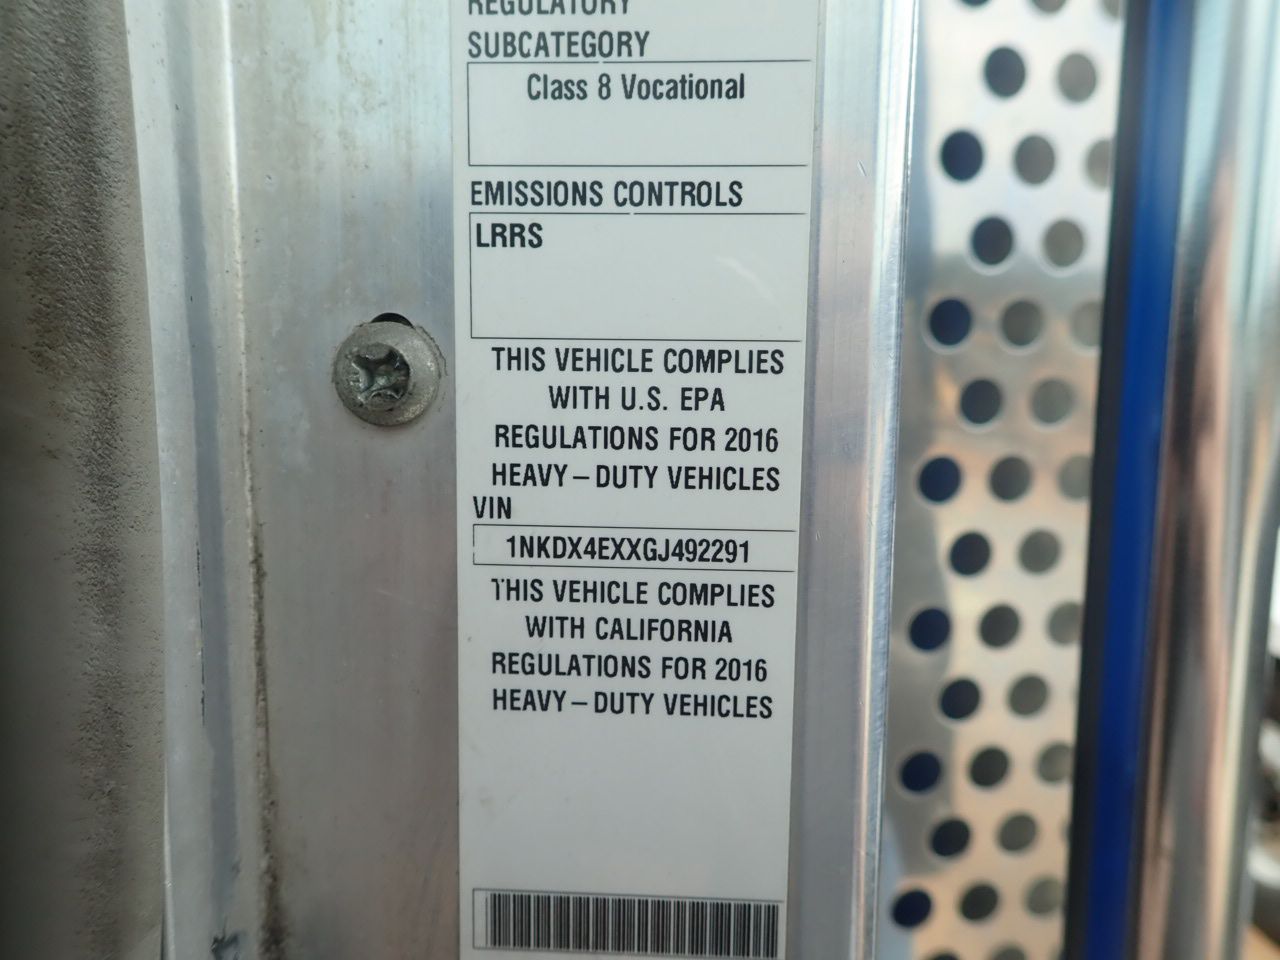 REGULATORY
SUBCATEGORY
Class 8 Vocational
EMISSIONS CONTROLS
LRRS
THIS VEHICLE COMPLIES
WITH U.S. EPA
REGULATIONS FOR 2016
HEAVY – DUTY VEHICLES
VIN
1NKDX4EXXGJ492291
THIS VEHICLE COMPLIES
WITH CALIFORNIA
REGULATIONS FOR 2016
HEAVY – DUTY VEHICLES